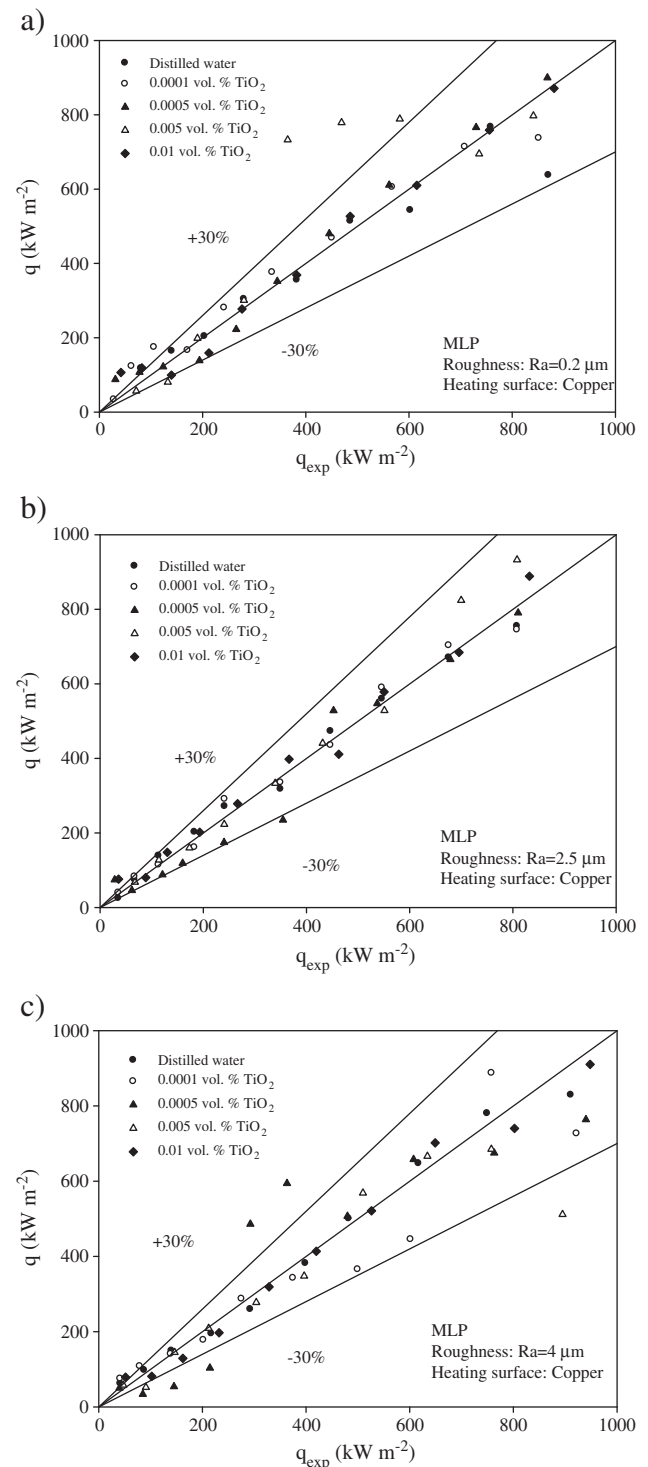 a)
1000
800
600
400
200
0
q (kW m-2)
Distilled water
0.0001 vol. % TiO2
0.0005 vol. % TiO2
0.005 vol. % TiO2
0.01 vol. % TiO2
+30%
-30%
MLP
Roughness: Ra=0.2 μm
Heating surface: Copper
0 200 400 600 800 1000
qexp (kW m-2)
b)
1000
800
600
400
200
0
q (kW m-2)
Distilled water
0.0001 vol. % TiO2
0.0005 vol. % TiO2
0.005 vol. % TiO2
0.01 vol. % TiO2
+30%
-30%
MLP
Roughness: Ra=2.5 μm
Heating surface: Copper
0 200 400 600 800 1000
qexp (kW m-2)
c)
1000
800
600
400
200
0
q (kW m-2)
Distilled water
0.0001 vol. % TiO2
0.0005 vol. % TiO2
0.005 vol. % TiO2
0.01 vol. % TiO2
+30%
-30%
MLP
Roughness: Ra=4 μm
Heating surface: Copper
0 200 400 600 800 1000
qexp (kW m-2)